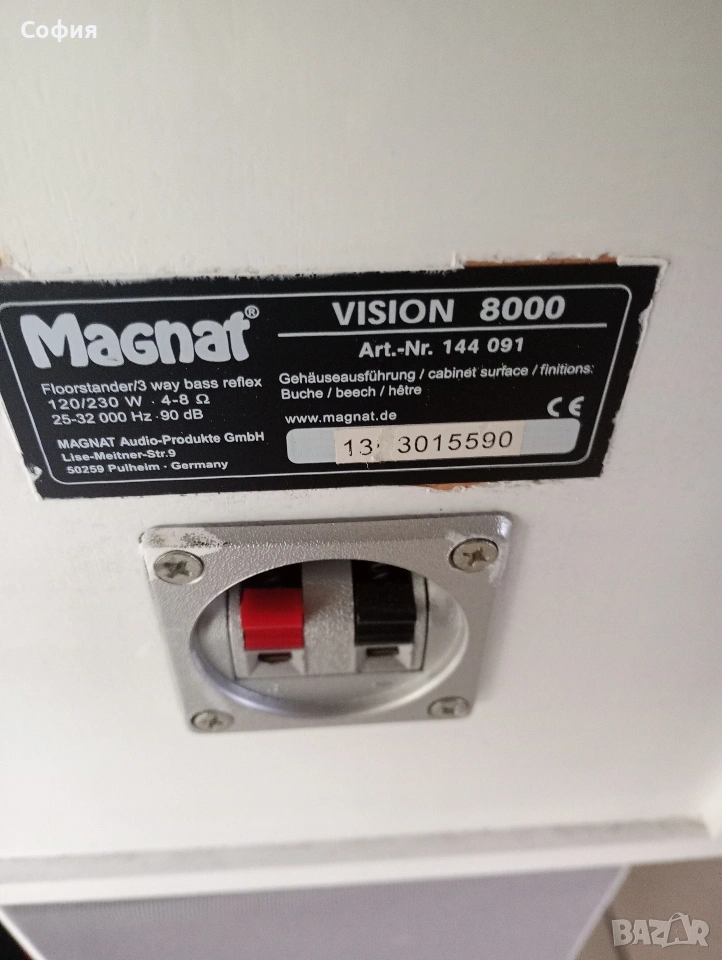 София
Magnat®
Floorstander/3 way bass reflex
120/230 W · 4-8 Ω
25-32 000 Hz · 90 dB
MAGNAT Audio-Produkte GmbH
Lise-Meitner-Str.9
50259 Pulheim · Germany
VISION 8000
Art.-Nr. 144 091
Gehäuseausführung / cabinet surface / finitions:
Buche / beech / hêtre
www.magnat.de
CE
13 3015590
BAZAR